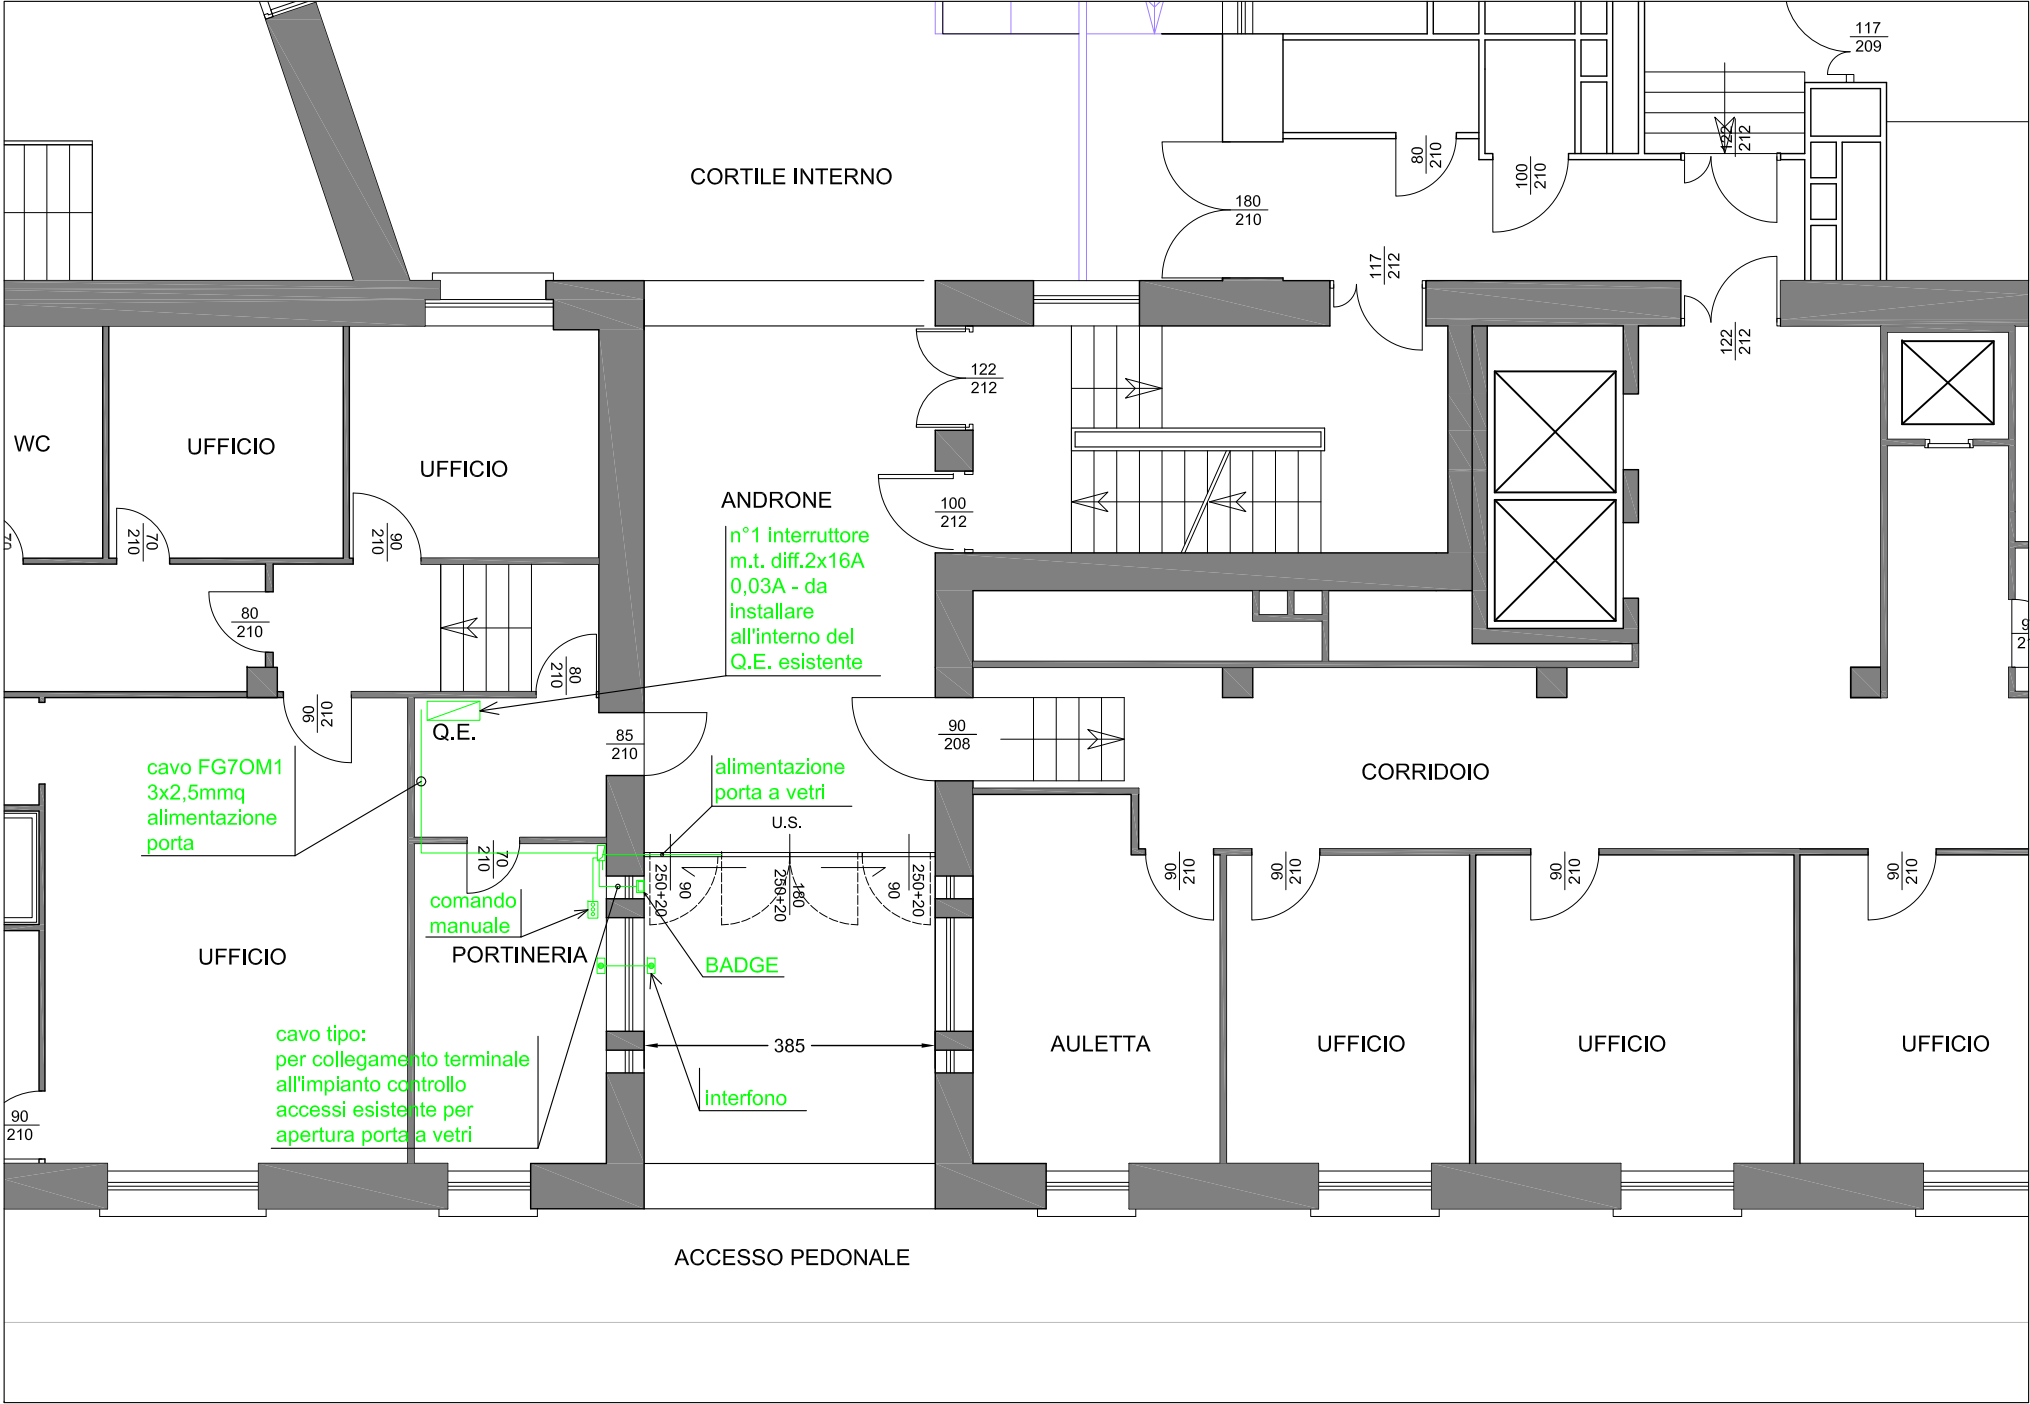 117
209
122
212
80
210
100
210
CORTILE INTERNO
180
210
117
212
122
212
122
212
WC
UFFICIO
UFFICIO
ANDRONE
100
212
n°1 interruttore
m.t. diff.2x16A
0,03A - da
installare
all'interno del
Q.E. esistente
70
210
90
210
80
210
80
210
90
210
Q.E.
85
210
90
208
CORRIDOIO
cavo FG7OM1
3x2,5mmq
alimentazione
porta
alimentazione
porta a vetri
U.S.
70
210
250+20
90
250+20
180
90
250+20
90
210
90
210
90
210
90
210
comando
manuale
PORTINERIA
UFFICIO
BADGE
cavo tipo:
per collegamento terminale
all'impianto controllo
accessi esistente per
apertura porta a vetri
385
interfono
AULETTA
UFFICIO
UFFICIO
UFFICIO
90
210
ACCESSO PEDONALE